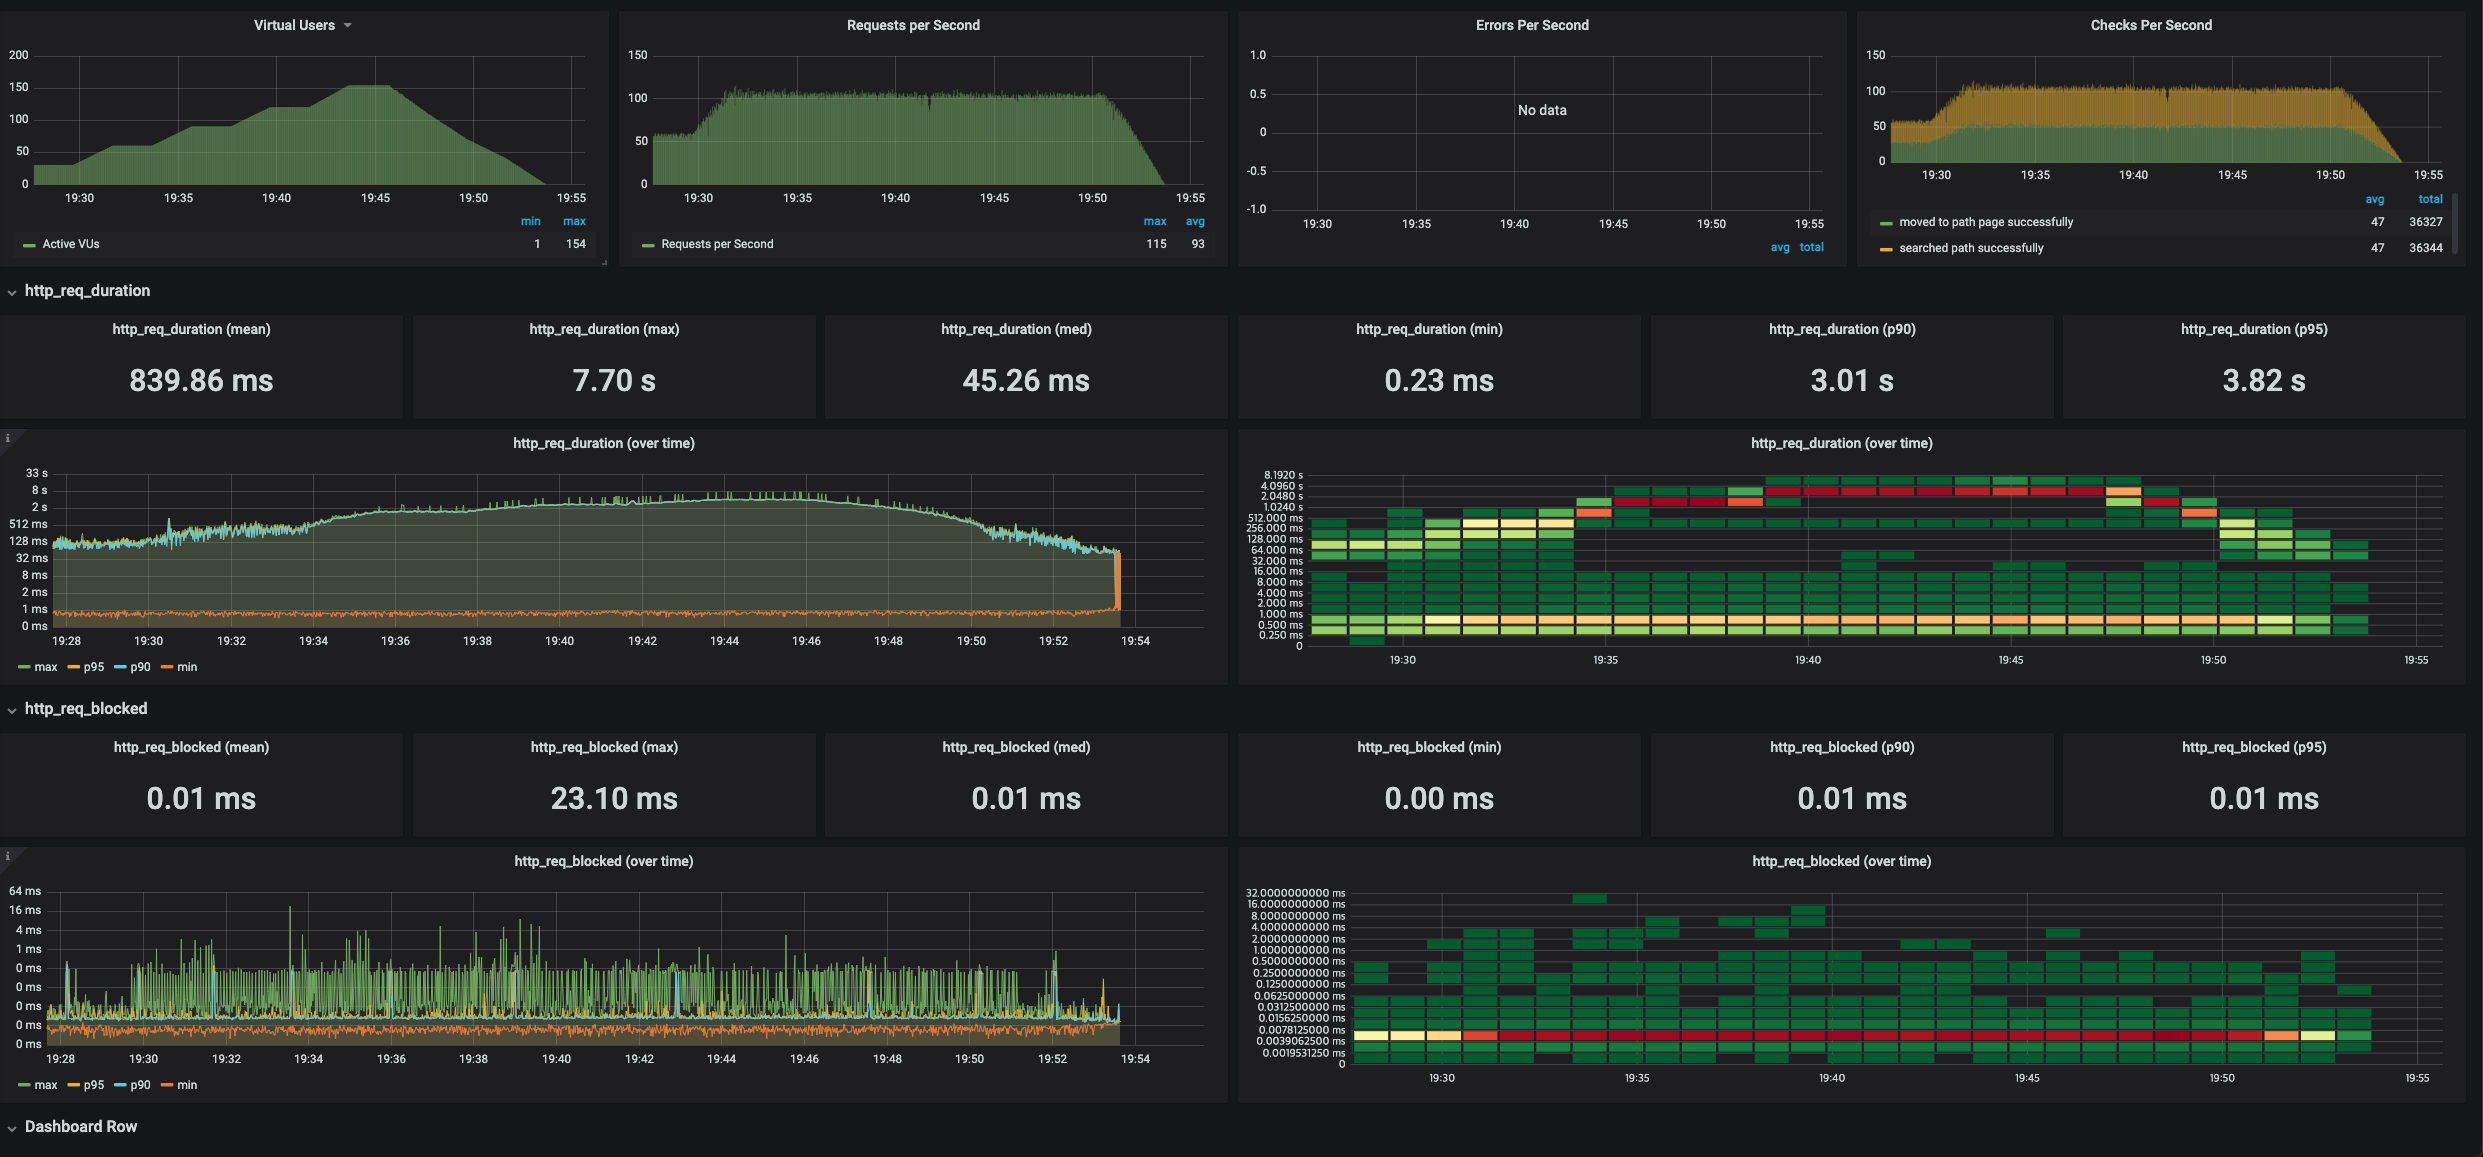 Virtual Users
200
150
100
50
0
19:30 19:35 19:40 19:45 19:50 19:55
min max
Active VUs 1 154
Requests per Second
150
100
50
0
19:30 19:35 19:40 19:45 19:50 19:55
max avg
Requests per Second 115 93
Errors Per Second
1.0
0.5
0
-0.5
-1.0
No data
19:30 19:35 19:40 19:45 19:50 19:55
avg total
Checks Per Second
150
100
50
0
19:30 19:35 19:40 19:45 19:50 19:55
avg total
moved to path page successfully 47 36327
searched path successfully 47 36344
http_req_duration
http_req_duration (mean)
839.86 ms
http_req_duration (max)
7.70 s
http_req_duration (med)
45.26 ms
http_req_duration (min)
0.23 ms
http_req_duration (p90)
3.01 s
http_req_duration (p95)
3.82 s
i
http_req_duration (over time)
33 s
8 s
2 s
512 ms
128 ms
32 ms
8 ms
2 ms
1 ms
0 ms
19:28 19:30 19:32 19:34 19:36 19:38 19:40 19:42 19:44 19:46 19:48 19:50 19:52 19:54
max p95 p90 min
http_req_duration (over time)
8.1920 s
4.0960 s
2.0480 s
1.0240 s
512.000 ms
256.000 ms
128.000 ms
64.000 ms
32.000 ms
16.000 ms
8.000 ms
4.000 ms
2.000 ms
1.000 ms
0.500 ms
0.250 ms
0
19:30 19:35 19:40 19:45 19:50 19:55
http_req_blocked
http_req_blocked (mean)
0.01 ms
http_req_blocked (max)
23.10 ms
http_req_blocked (med)
0.01 ms
http_req_blocked (min)
0.00 ms
http_req_blocked (p90)
0.01 ms
http_req_blocked (p95)
0.01 ms
i
http_req_blocked (over time)
64 ms
16 ms
4 ms
1 ms
0 ms
0 ms
0 ms
0 ms
0 ms
19:28 19:30 19:32 19:34 19:36 19:38 19:40 19:42 19:44 19:46 19:48 19:50 19:52 19:54
max p95 p90 min
http_req_blocked (over time)
32.0000000000 ms
16.0000000000 ms
8.0000000000 ms
4.0000000000 ms
2.0000000000 ms
1.0000000000 ms
0.5000000000 ms
0.2500000000 ms
0.1250000000 ms
0.0625000000 ms
0.0312500000 ms
0.0156250000 ms
0.0078125000 ms
0.0039062500 ms
0.0019531250 ms
0
19:30 19:35 19:40 19:45 19:50 19:55
Dashboard Row